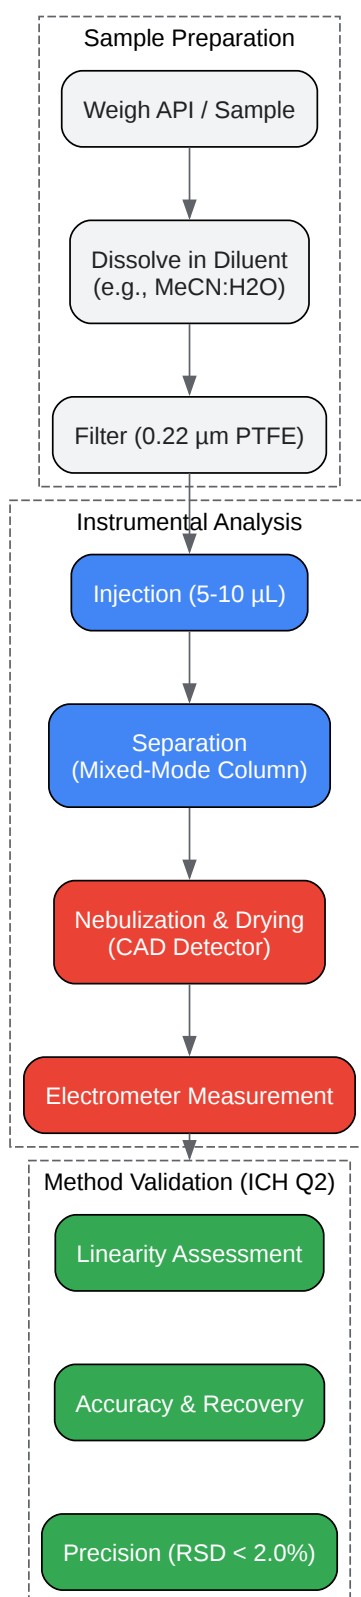 Sample Preparation
Weigh API / Sample
Dissolve in Diluent
(e.g., MeCN:H2O)
Filter (0.22 µm PTFE)
Instrumental Analysis
Injection (5-10 µL)
Separation
(Mixed-Mode Column)
Nebulization & Drying
(CAD Detector)
Electrometer Measurement
Method Validation (ICH Q2)
Linearity Assessment
Accuracy & Recovery
Precision (RSD < 2.0%)